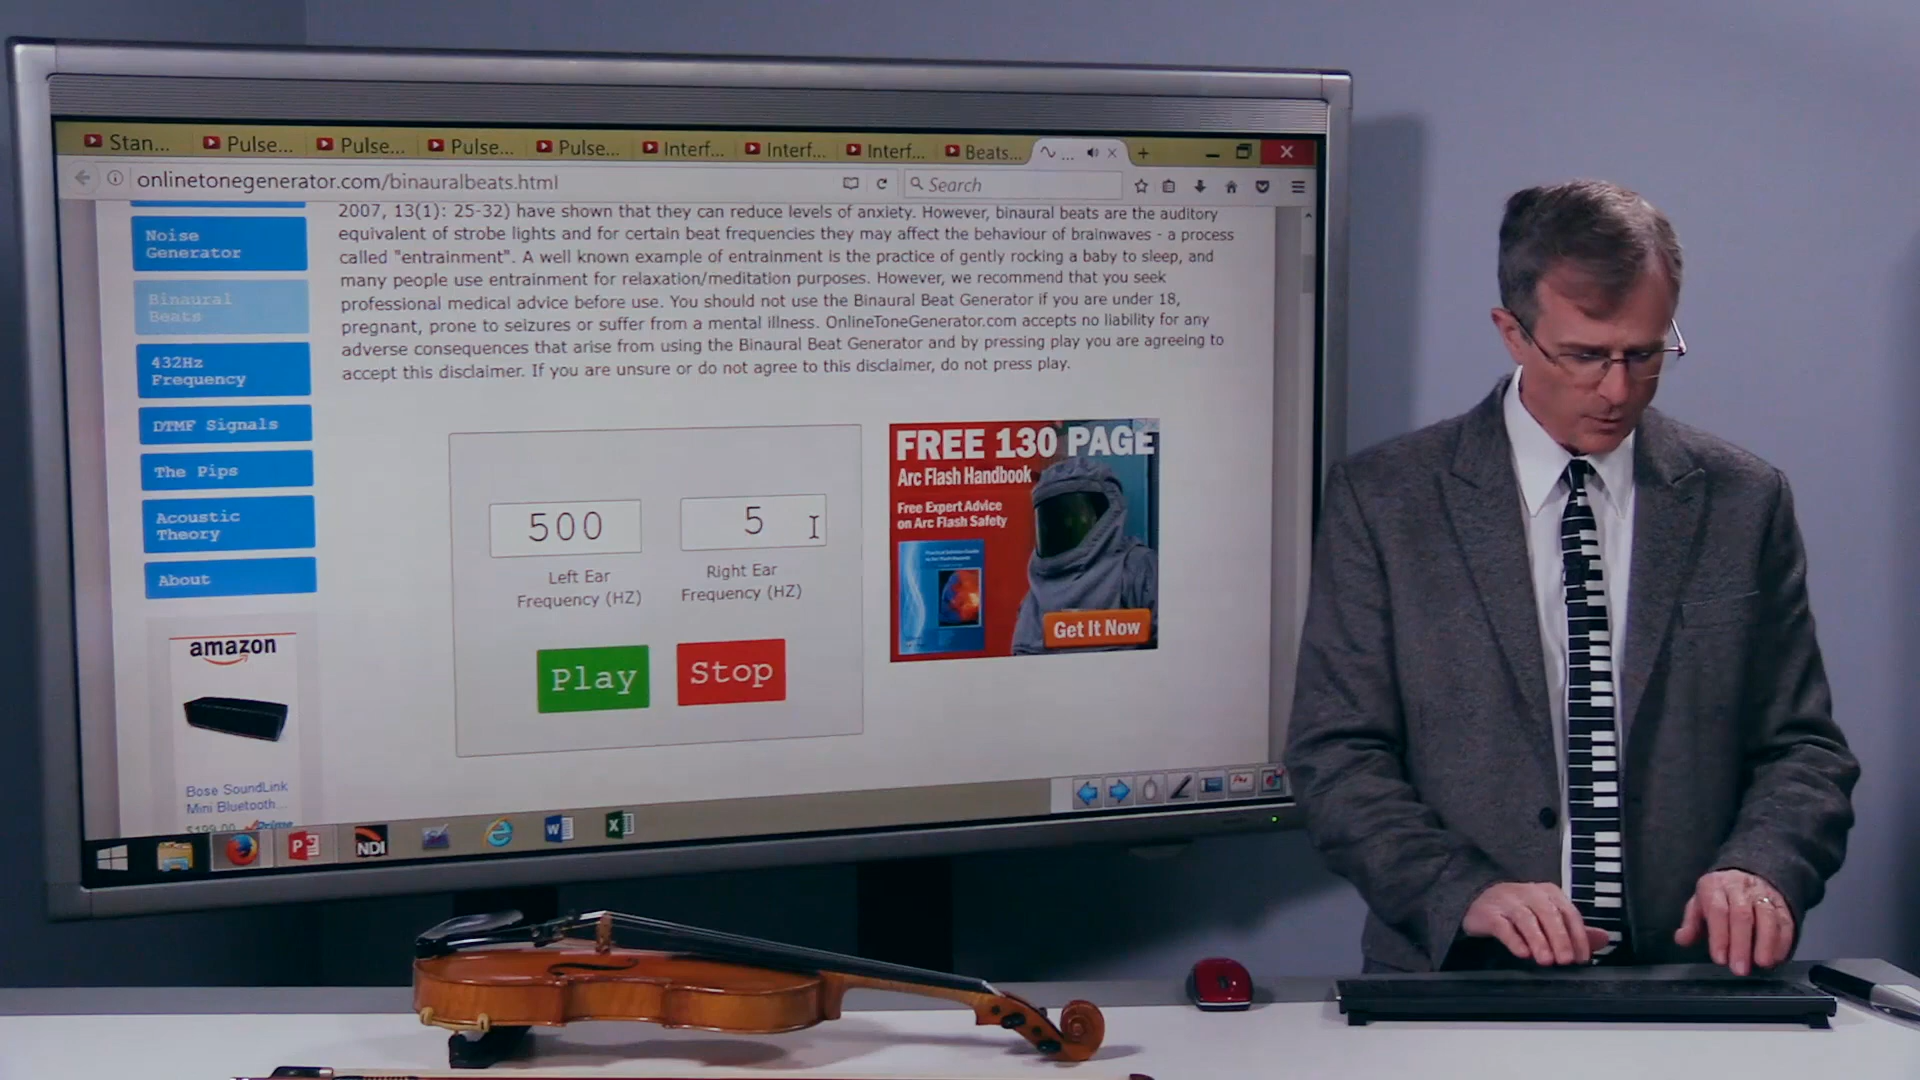 Stan...
Pulse...
Pulse...
Pulse...
Pulse...
Interf...
Interf...
Interf...
Beats...
onlinetonegenerator.com/binauralbeats.html
Search
Noise
Generator
Binaural
Beats
432Hz
Frequency
DTMF Signals
The Pips
Acoustic
Theory
About
amazon
Bose SoundLink
Mini Bluetooth...
$199.00 Prime
2007, 13(1): 25-32) have shown that they can reduce levels of anxiety. However, binaural beats are the auditory
equivalent of strobe lights and for certain beat frequencies they may affect the behaviour of brainwaves - a process
called "entrainment". A well known example of entrainment is the practice of gently rocking a baby to sleep, and
many people use entrainment for relaxation/meditation purposes. However, we recommend that you seek
professional medical advice before use. You should not use the Binaural Beat Generator if you are under 18,
pregnant, prone to seizures or suffer from a mental illness. OnlineToneGenerator.com accepts no liability for any
adverse consequences that arise from using the Binaural Beat Generator and by pressing play you are agreeing to
accept this disclaimer. If you are unsure or do not agree to this disclaimer, do not press play.
500
5
Left Ear
Frequency (HZ)
Right Ear
Frequency (HZ)
Play
Stop
FREE 130 PAGE
Arc Flash Handbook
Free Expert Advice
on Arc Flash Safety
Get It Now
NDI